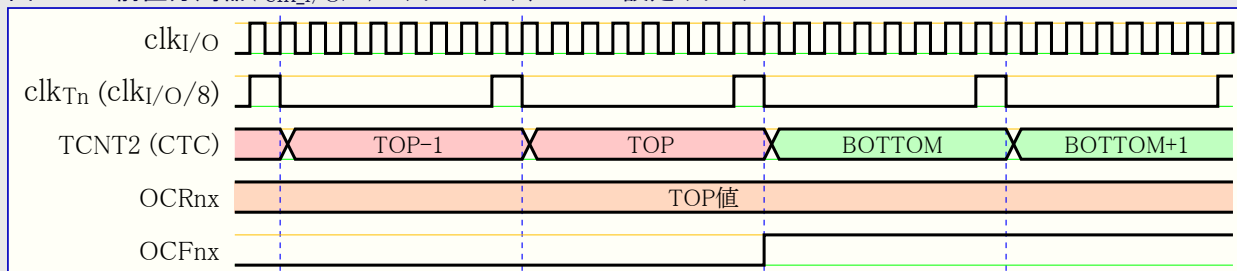 clkI/O
clkTn (clkI/O/8)
TCNT2 (CTC) TOP-1 TOP BOTTOM BOTTOM+1
OCRnx TOP値
OCFnx